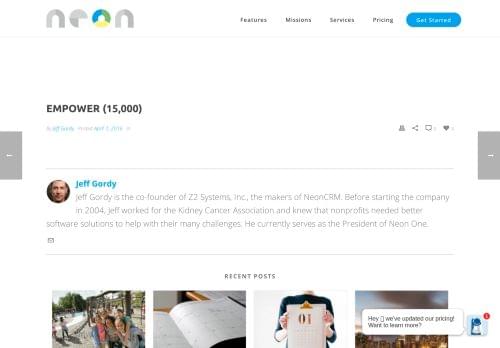 neon
Features Missions Services Pricing Get Started
EMPOWER (15,000)
By Jeff Gordy Posted April 7, 2016 In
0 0
← →
Jeff Gordy
Jeff Gordy is the co-founder of Z2 Systems, Inc., the makers of NeonCRM. Before starting the company
in 2004, Jeff worked for the Kidney Cancer Association and knew that nonprofits needed better
software solutions to help with their many challenges. He currently serves as the President of Neon One.
RECENT POSTS
01
Hey we've updated our pricing!
Want to learn more?
1